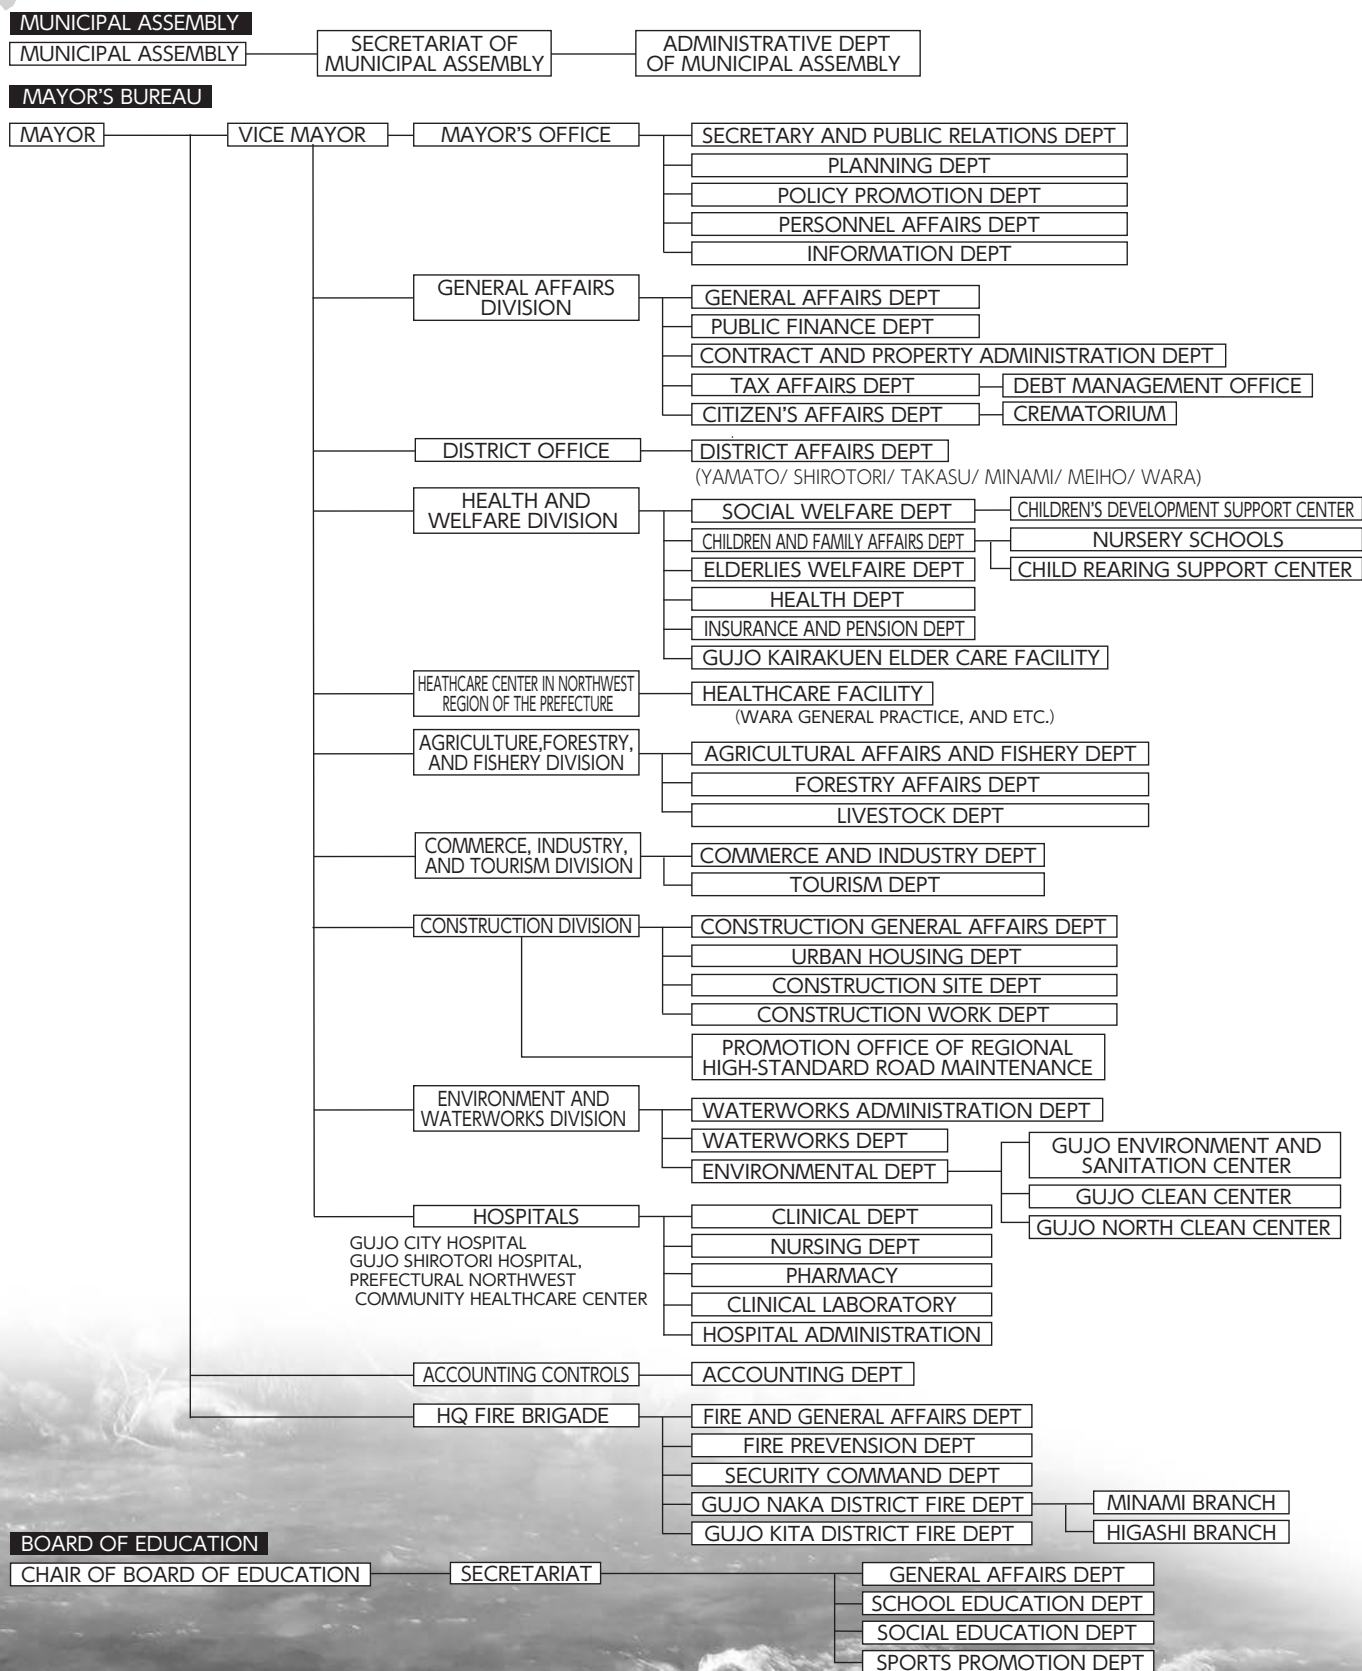 MUNICIPAL ASSEMBLY
MUNICIPAL ASSEMBLY
SECRETARIAT OF
MUNICIPAL ASSEMBLY
ADMINISTRATIVE DEPT
OF MUNICIPAL ASSEMBLY
MAYOR'S BUREAU
MAYOR
VICE MAYOR
MAYOR'S OFFICE
SECRETARY AND PUBLIC RELATIONS DEPT
PLANNING DEPT
POLICY PROMOTION DEPT
PERSONNEL AFFAIRS DEPT
INFORMATION DEPT
GENERAL AFFAIRS
DIVISION
GENERAL AFFAIRS DEPT
PUBLIC FINANCE DEPT
CONTRACT AND PROPERTY ADMINISTRATION DEPT
TAX AFFAIRS DEPT
DEBT MANAGEMENT OFFICE
CITIZEN'S AFFAIRS DEPT
CREMATORIUM
DISTRICT OFFICE
DISTRICT AFFAIRS DEPT
(YAMATO/ SHIROTORI/ TAKASU/ MINAMI/ MEIHO/ WARA)
HEALTH AND
WELFARE DIVISION
SOCIAL WELFARE DEPT
CHILDREN'S DEVELOPMENT SUPPORT CENTER
CHILDREN AND FAMILY AFFAIRS DEPT
NURSERY SCHOOLS
CHILD REARING SUPPORT CENTER
ELDERLIES WELFAIRE DEPT
HEALTH DEPT
INSURANCE AND PENSION DEPT
GUJO KAIRAKUEN ELDER CARE FACILITY
HEATHCARE CENTER IN NORTHWEST
REGION OF THE PREFECTURE
HEALTHCARE FACILITY
(WARA GENERAL PRACTICE, AND ETC.)
AGRICULTURE,FORESTRY,
AND FISHERY DIVISION
AGRICULTURAL AFFAIRS AND FISHERY DEPT
FORESTRY AFFAIRS DEPT
LIVESTOCK DEPT
COMMERCE, INDUSTRY,
AND TOURISM DIVISION
COMMERCE AND INDUSTRY DEPT
TOURISM DEPT
CONSTRUCTION DIVISION
CONSTRUCTION GENERAL AFFAIRS DEPT
URBAN HOUSING DEPT
CONSTRUCTION SITE DEPT
CONSTRUCTION WORK DEPT
PROMOTION OFFICE OF REGIONAL
HIGH-STANDARD ROAD MAINTENANCE
ENVIRONMENT AND
WATERWORKS DIVISION
WATERWORKS ADMINISTRATION DEPT
WATERWORKS DEPT
ENVIRONMENTAL DEPT
GUJO ENVIRONMENT AND
SANITATION CENTER
GUJO CLEAN CENTER
GUJO NORTH CLEAN CENTER
HOSPITALS
GUJO CITY HOSPITAL
GUJO SHIROTORI HOSPITAL,
PREFECTURAL NORTHWEST
COMMUNITY HEALTHCARE CENTER
CLINICAL DEPT
NURSING DEPT
PHARMACY
CLINICAL LABORATORY
HOSPITAL ADMINISTRATION
ACCOUNTING CONTROLS
ACCOUNTING DEPT
HQ FIRE BRIGADE
FIRE AND GENERAL AFFAIRS DEPT
FIRE PREVENSION DEPT
SECURITY COMMAND DEPT
GUJO NAKA DISTRICT FIRE DEPT
MINAMI BRANCH
HIGASHI BRANCH
GUJO KITA DISTRICT FIRE DEPT
BOARD OF EDUCATION
CHAIR OF BOARD OF EDUCATION
SECRETARIAT
GENERAL AFFAIRS DEPT
SCHOOL EDUCATION DEPT
SOCIAL EDUCATION DEPT
SPORTS PROMOTION DEPT